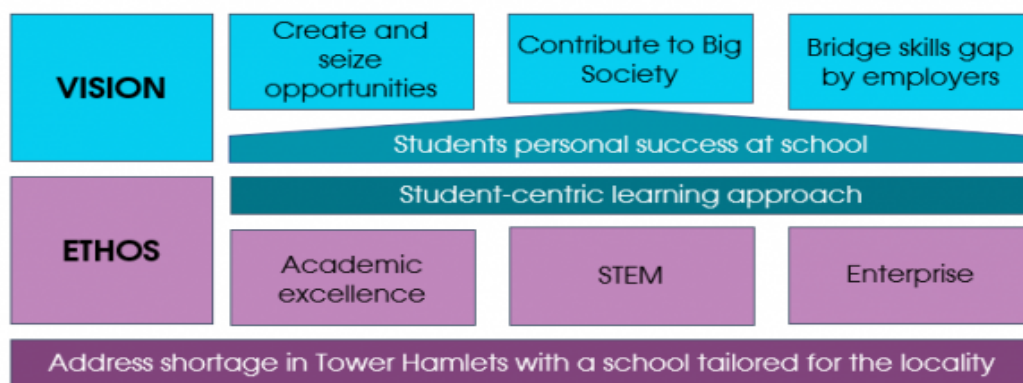 VISION
Create and
seize
opportunities
Contribute to Big
Society
Bridge skills gap
by employers
Students personal success at school
Student-centric learning approach
ETHOS
Academic
excellence
STEM
Enterprise
Address shortage in Tower Hamlets with a school tailored for the locality